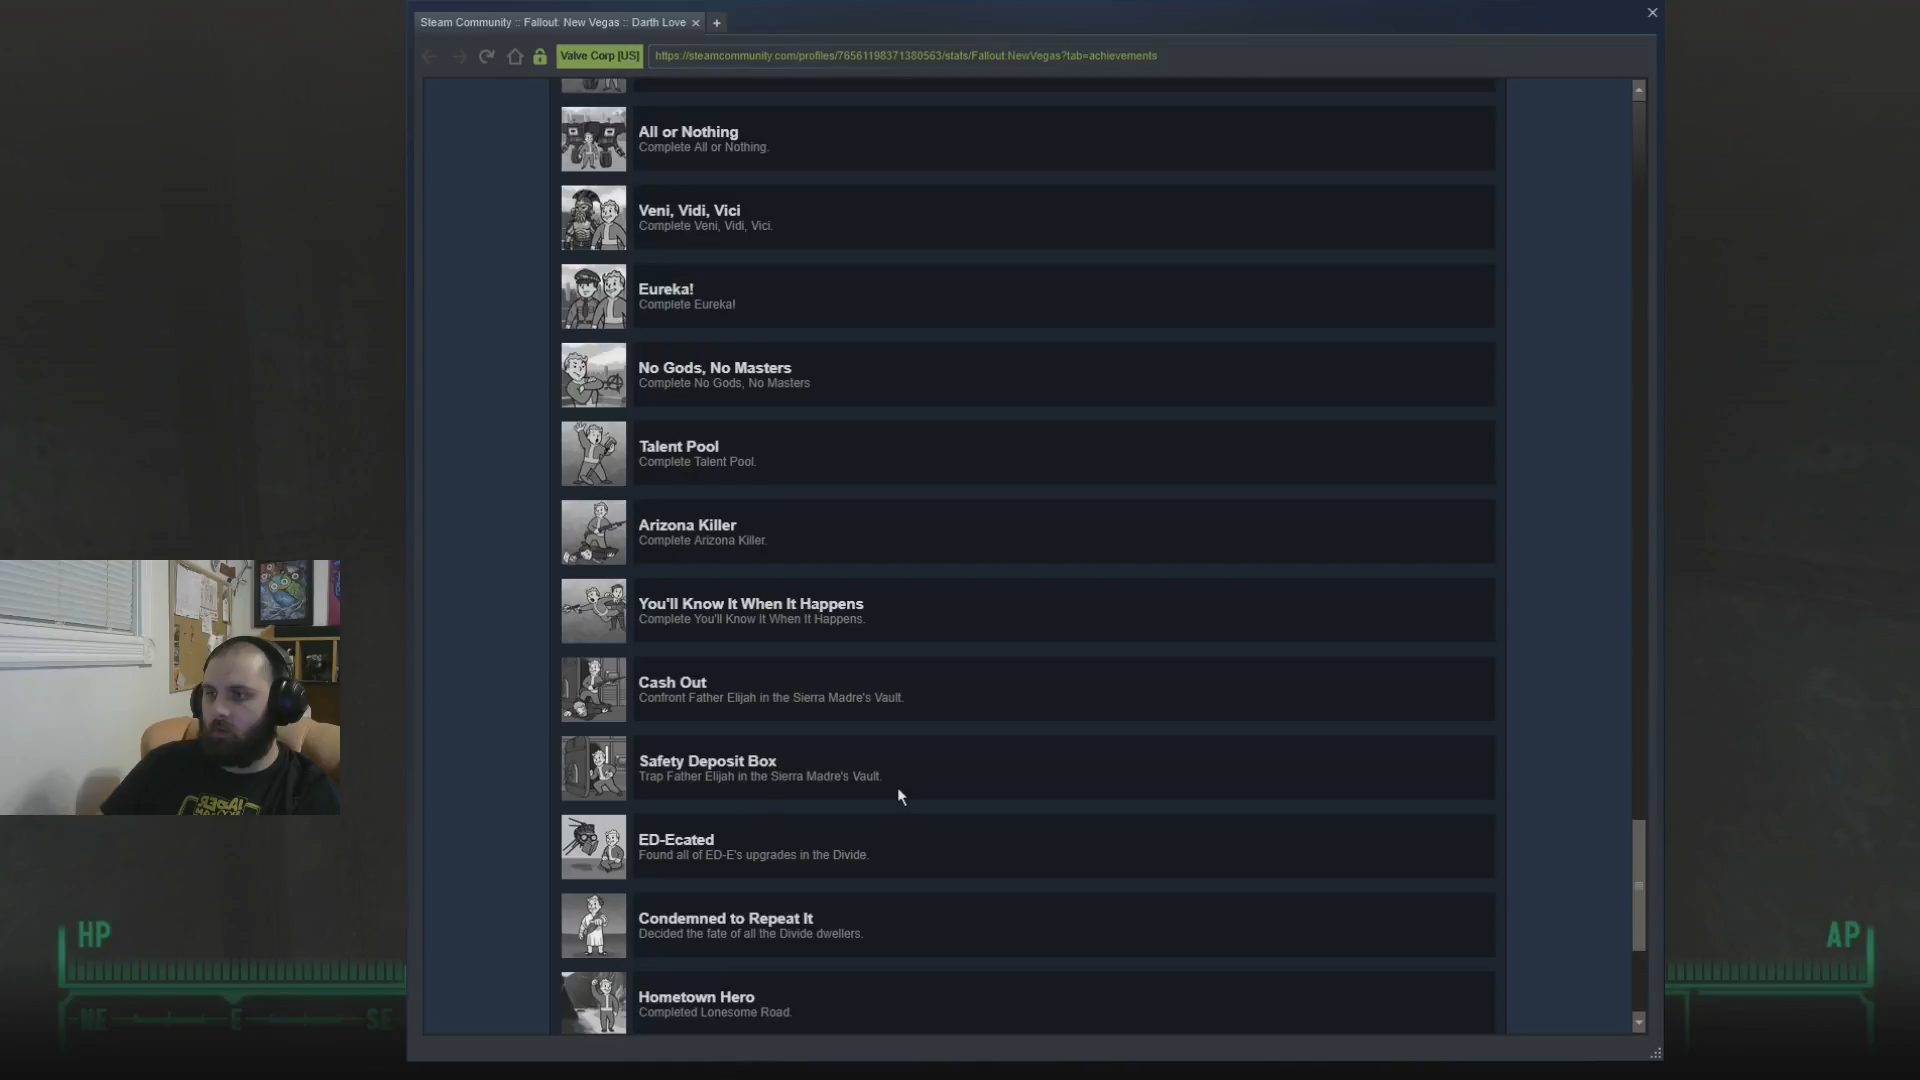 Steam Community :: Fallout: New Vegas :: Darth Love
Valve Corp [US]
https://steamcommunity.com/profiles/76561198371380563/stats/Fallout:NewVegas?tab=achievements
All or Nothing
Complete All or Nothing.
Veni, Vidi, Vici
Complete Veni, Vidi, Vici.
Eureka!
Complete Eureka!
No Gods, No Masters
Complete No Gods, No Masters
Talent Pool
Complete Talent Pool.
Arizona Killer
Complete Arizona Killer.
You'll Know It When It Happens
Complete You'll Know It When It Happens.
Cash Out
Confront Father Elijah in the Sierra Madre's Vault.
Safety Deposit Box
Trap Father Elijah in the Sierra Madre's Vault.
ED-Ecated
Found all of ED-E's upgrades in the Divide.
Condemned to Repeat It
Decided the fate of all the Divide dwellers.
Hometown Hero
Completed Lonesome Road.
HP
AP
NE
E
SE